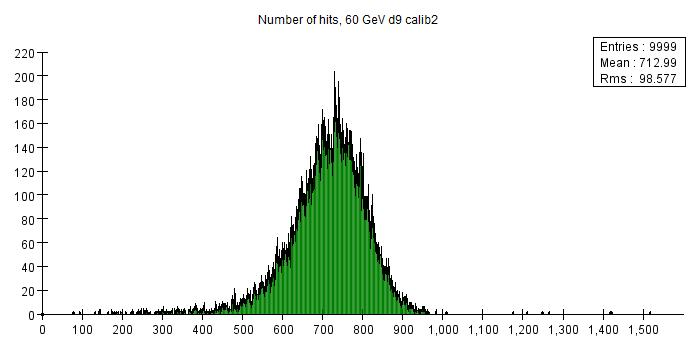 Number of hits, 60 GeV d9 calib2
Entries : 9999
Mean : 712.99
Rms : 98.577
220
200
180
160
140
120
100
80
60
40
20
0
0 100 200 300 400 500 600 700 800 900 1,000 1,100 1,200 1,300 1,400 1,500